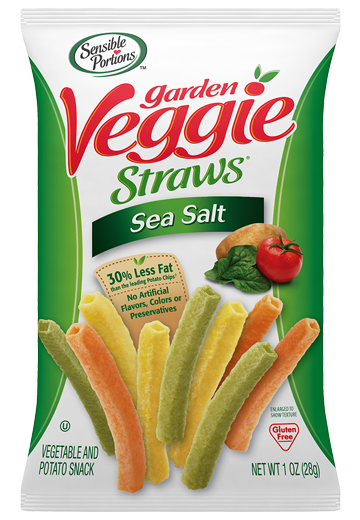 Sensible
Portions®
™
garden
Veggie
Straws®
Sea Salt
30% Less Fat
than the leading Potato Chips*
No Artificial
Flavors, Colors or
Preservatives
ENLARGED TO
SHOW TEXTURE
Gluten
Free
U
VEGETABLE AND
POTATO SNACK
NET WT 1 OZ (28g)